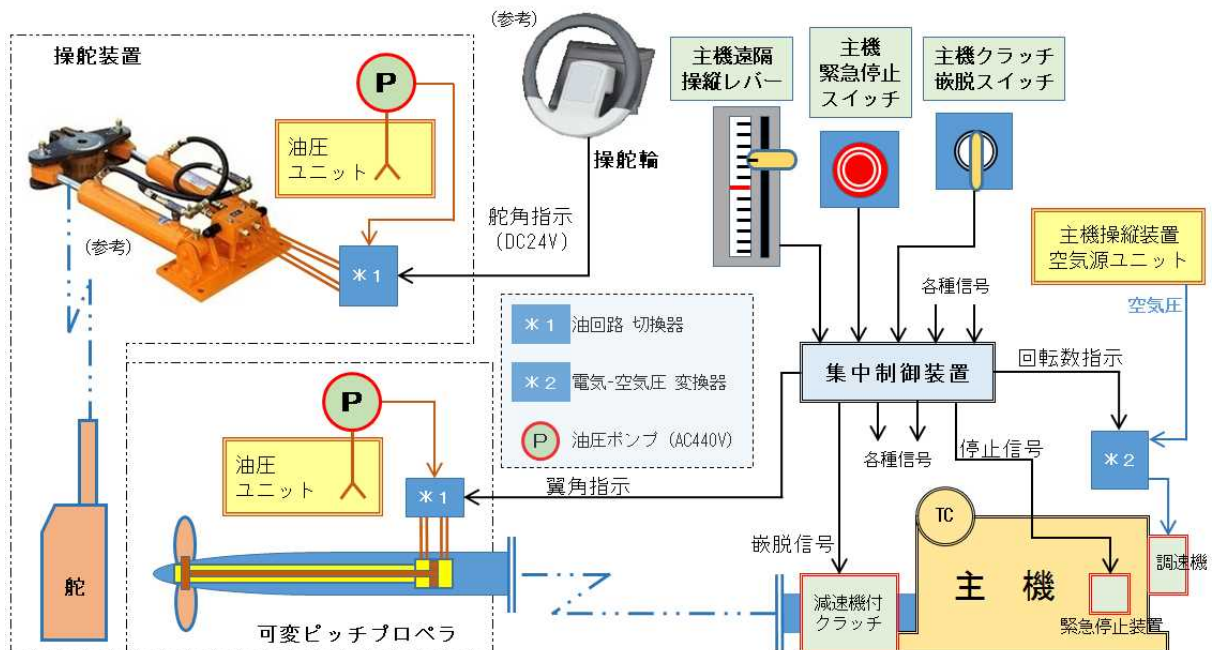 操舵装置
P
油圧
ユニット
(参考)
＊1
(参考)
操舵輪
舵角指示
(DC24V)
主機遠隔
操縦レバー
主機
緊急停止
スイッチ
主機クラッチ
嵌脱スイッチ
主機操縦装置
空気源ユニット
空気圧
各種信号
集中制御装置
回転数指示
＊1 油回路 切換器
＊2 電気-空気圧 変換器
P 油圧ポンプ (AC440V)
各種信号
停止信号
＊2
P
油圧
ユニット
＊1
翼角指示
嵌脱信号
TC
調速機
主 機
減速機付
クラッチ
緊急停止装置
舵
可変ピッチプロペラ